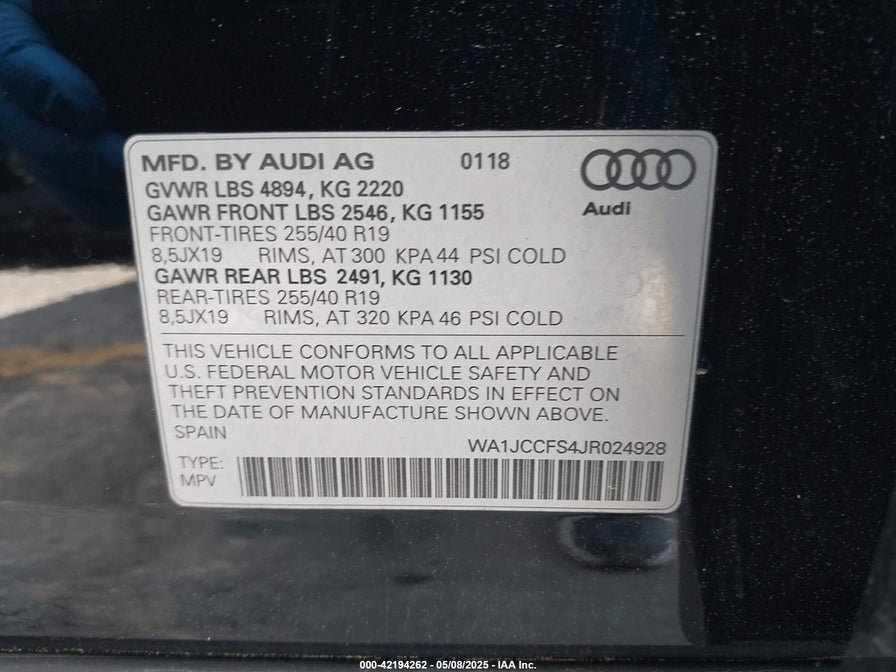 MFD. BY AUDI AG 0118
GVWR LBS 4894, KG 2220
GAWR FRONT LBS 2546, KG 1155
Audi
FRONT-TIRES 255/40 R19
8,5JX19 RIMS, AT 300 KPA 44 PSI COLD
GAWR REAR LBS 2491, KG 1130
REAR-TIRES 255/40 R19
8,5JX19 RIMS, AT 320 KPA 46 PSI COLD
THIS VEHICLE CONFORMS TO ALL APPLICABLE
U.S. FEDERAL MOTOR VEHICLE SAFETY AND
THEFT PREVENTION STANDARDS IN EFFECT ON
THE DATE OF MANUFACTURE SHOWN ABOVE.
SPAIN
WA1JCCFS4JR024928
TYPE:
MPV
000-42194262 - 05/08/2025 - IAA Inc.